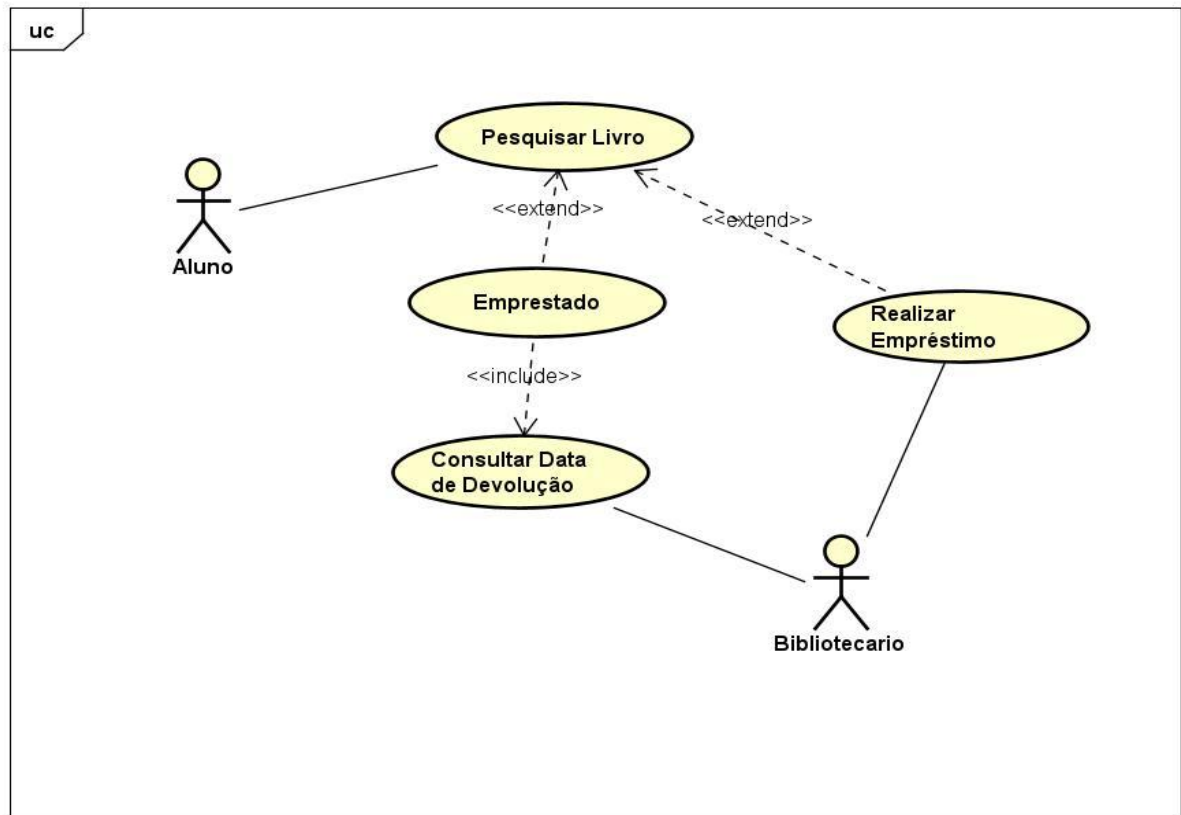 uc
Pesquisar Livro
<<extend>>
<<extend>>
Aluno
Emprestado
Realizar
Empréstimo
<<include>>
Consultar Data
de Devolução
Bibliotecario